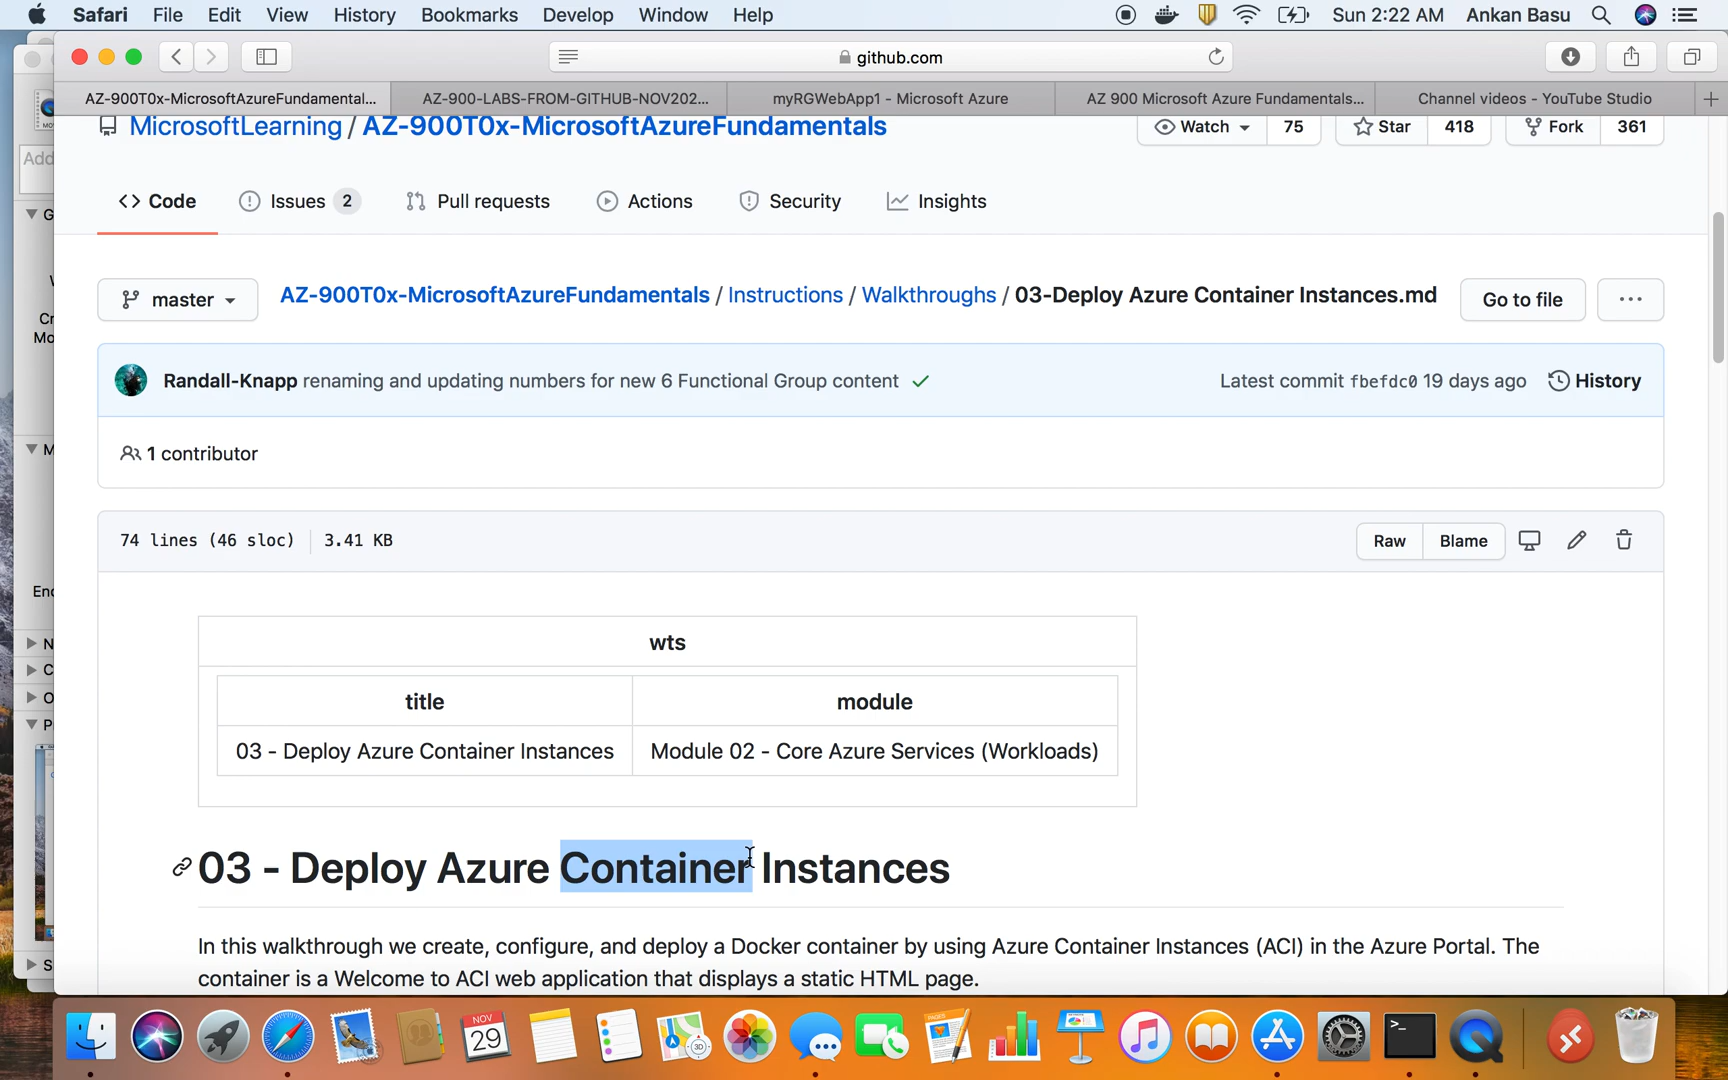 Safari File Edit View History Bookmarks Develop Window Help Sun 2:22 AM Ankan Basu
github.com
AZ-900T0x-MicrosoftAzureFundamental... AZ-900-LABS-FROM-GITHUB-NOV202... myRGWebApp1 - Microsoft Azure AZ 900 Microsoft Azure Fundamentals... Channel videos - YouTube Studio
MicrosoftLearning / AZ-900T0x-MicrosoftAzureFundamentals Watch 75 Star 418 Fork 361
Code Issues 2 Pull requests Actions Security Insights
master AZ-900T0x-MicrosoftAzureFundamentals / Instructions / Walkthroughs / 03-Deploy Azure Container Instances.md Go to file ...
Randall-Knapp renaming and updating numbers for new 6 Functional Group content Latest commit fbefdc0 19 days ago History
1 contributor
74 lines (46 sloc) 3.41 KB Raw Blame
wts
title module
03 - Deploy Azure Container Instances Module 02 - Core Azure Services (Workloads)
03 - Deploy Azure Container Instances
In this walkthrough we create, configure, and deploy a Docker container by using Azure Container Instances (ACI) in the Azure Portal. The
container is a Welcome to ACI web application that displays a static HTML page.
Add
G
Cr
Mo
M
En
N
C
O
P
S
NOV
29
3D
PAGES